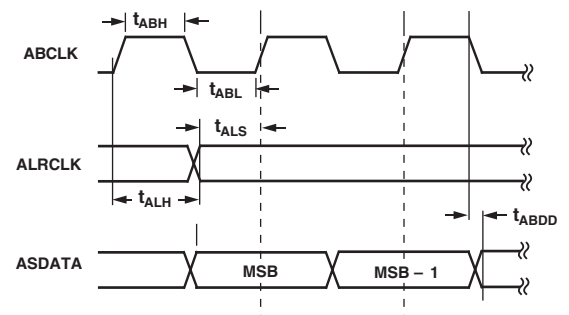 tABH
ABCLK
tABL
tALS
ALRCLK
tALH
tABDD
ASDATA
MSB
MSB – 1